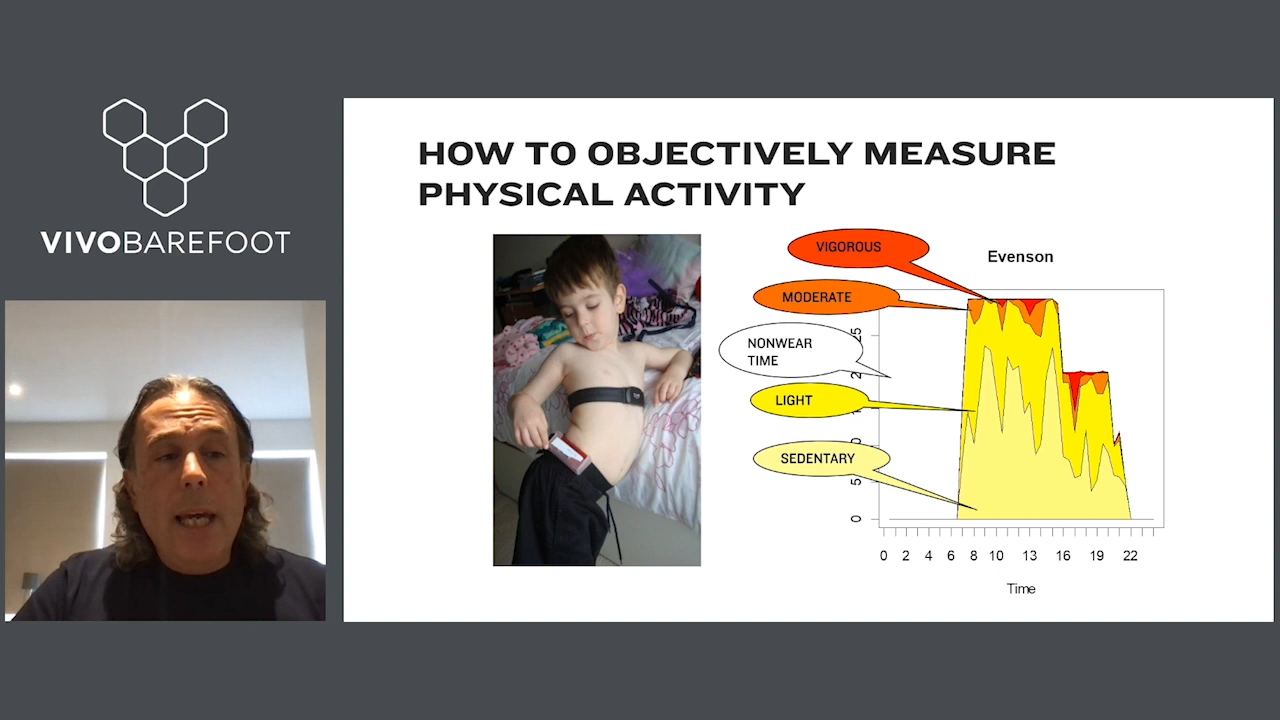 VIVOBAREFOOT
HOW TO OBJECTIVELY MEASURE
PHYSICAL ACTIVITY
VIGOROUS
MODERATE
NONWEAR
TIME
LIGHT
SEDENTARY
Evenson
5
0
0 2 4 6 8 10 13 16 19 22
Time